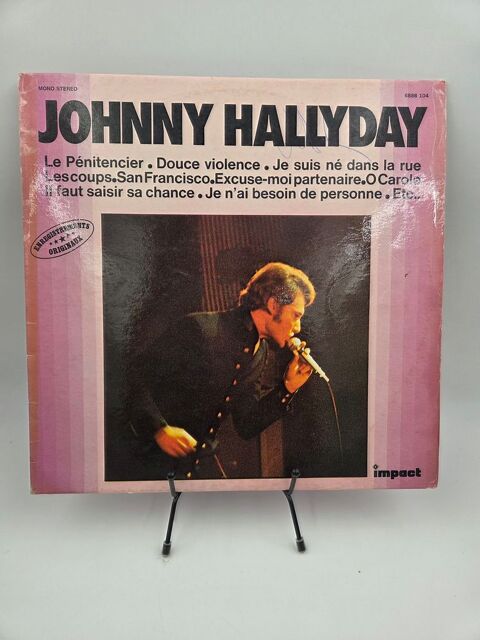 MONO STEREO
6886 104
JOHNNY HALLYDAY
Le Pénitencier • Douce violence • Je suis né dans la rue
Les coups • San Francisco • Excuse-moi partenaire • O Carole
Il faut saisir sa chance • Je n'ai besoin de personne • Etc...
ENREGISTREMENTS
ORIGINAUX
impact